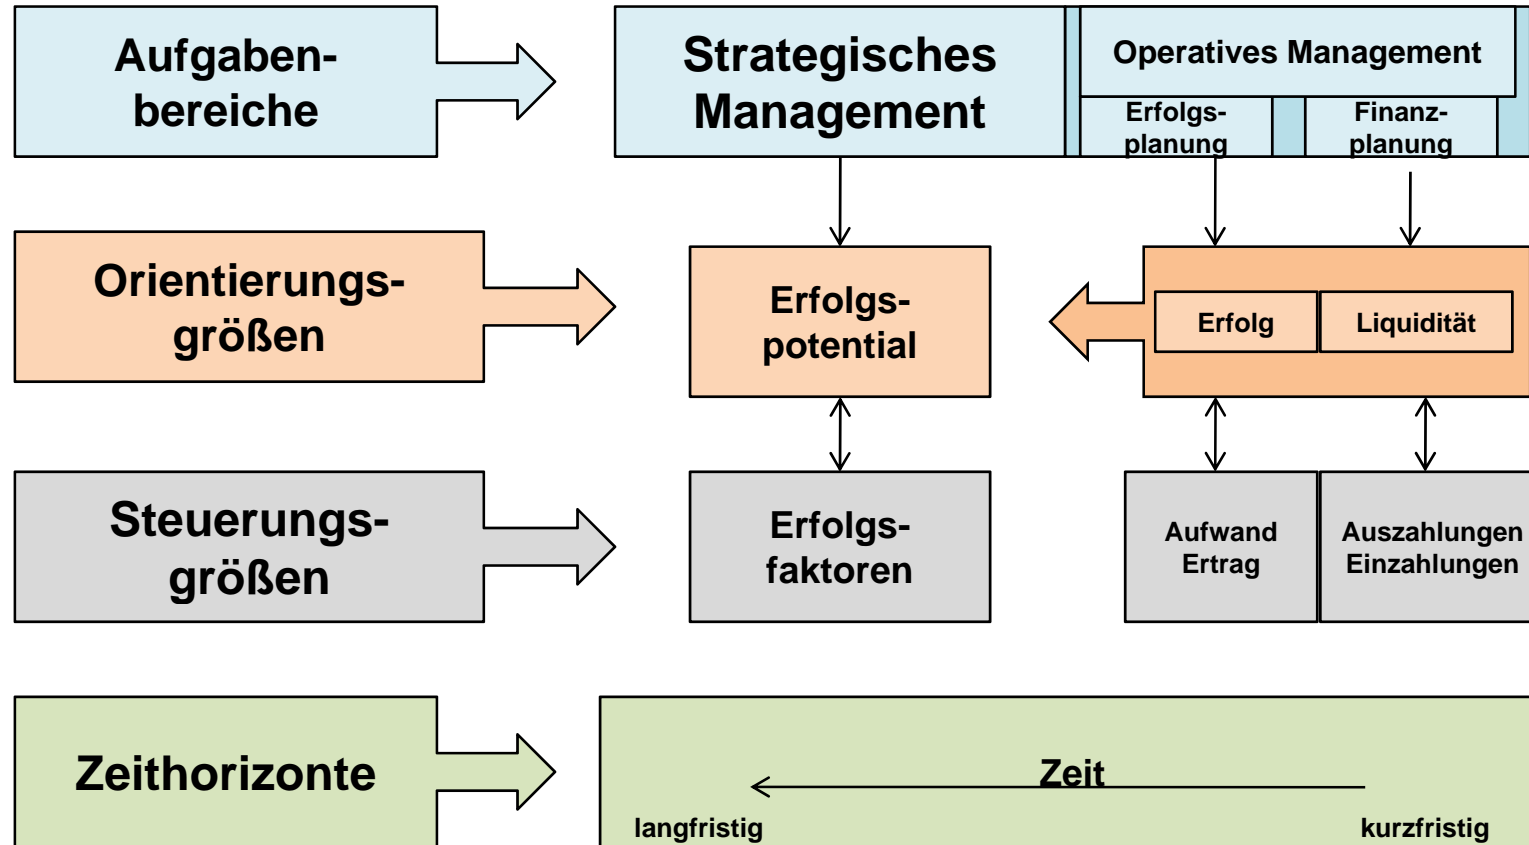 Aufgaben-
bereiche
Strategisches
Management
Operatives Management
Erfolgs-
planung
Finanz-
planung
Orientierungs-
größen
Erfolgs-
potential
Erfolg
Liquidität
Steuerungs-
größen
Erfolgs-
faktoren
Aufwand
Ertrag
Auszahlungen
Einzahlungen
Zeithorizonte
Zeit
langfristig
kurzfristig